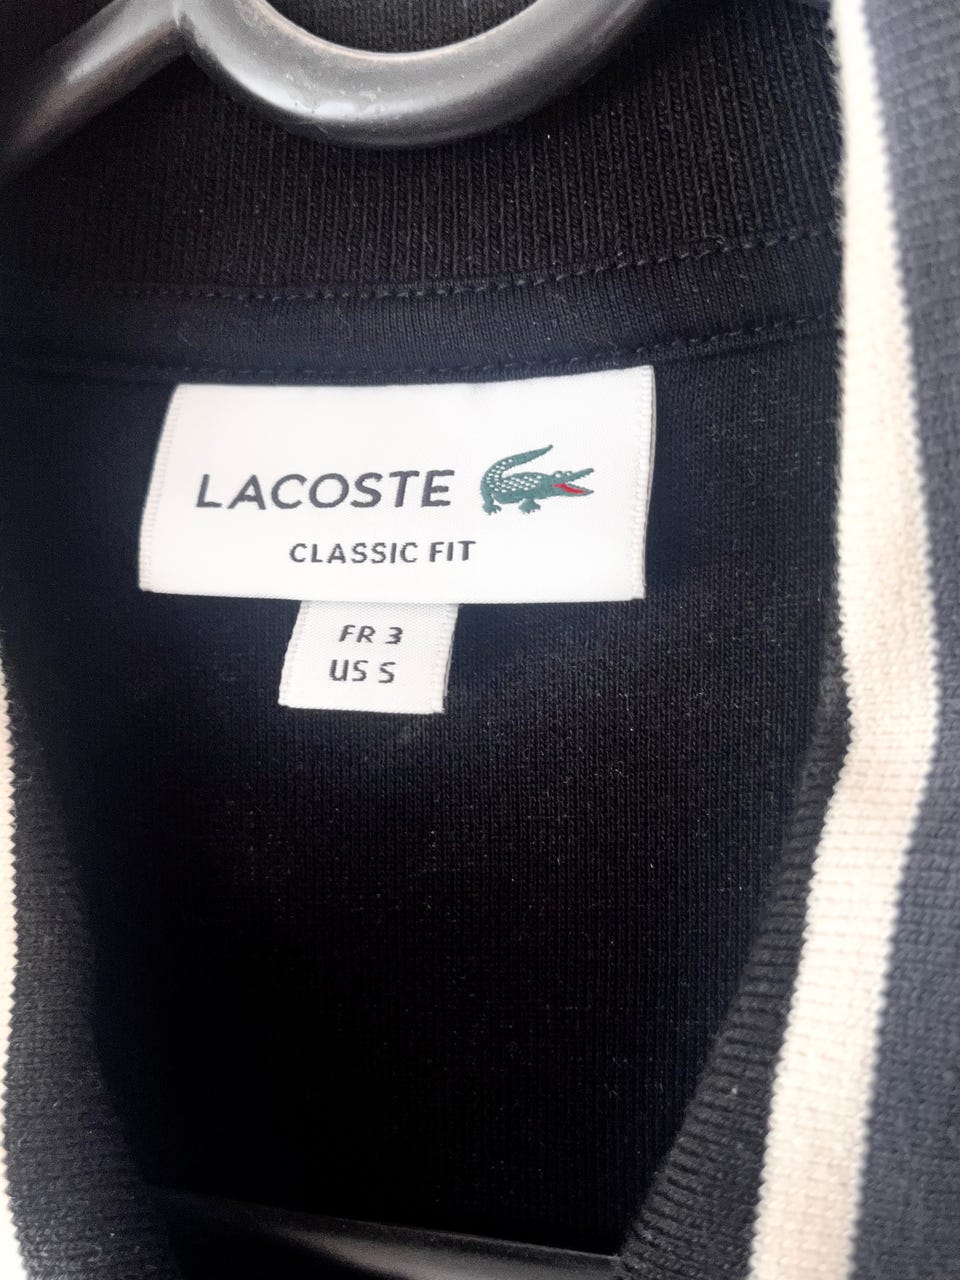 LACOSTE
CLASSIC FIT
FR 3
US S